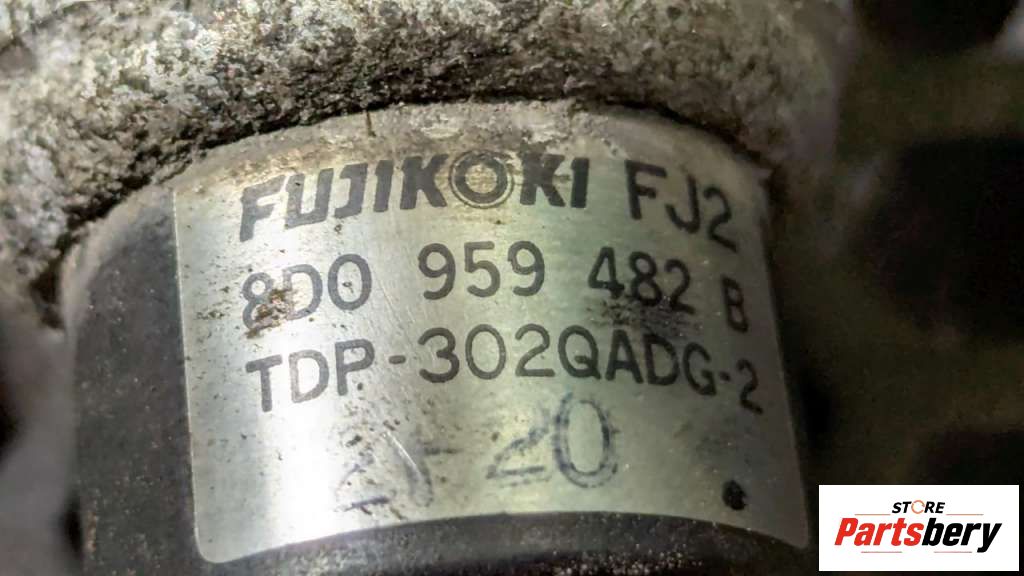 FUJIKOKI FJ2
8D0 959 482 B
TDP-302QADG-2
20
STORE
Partsbery